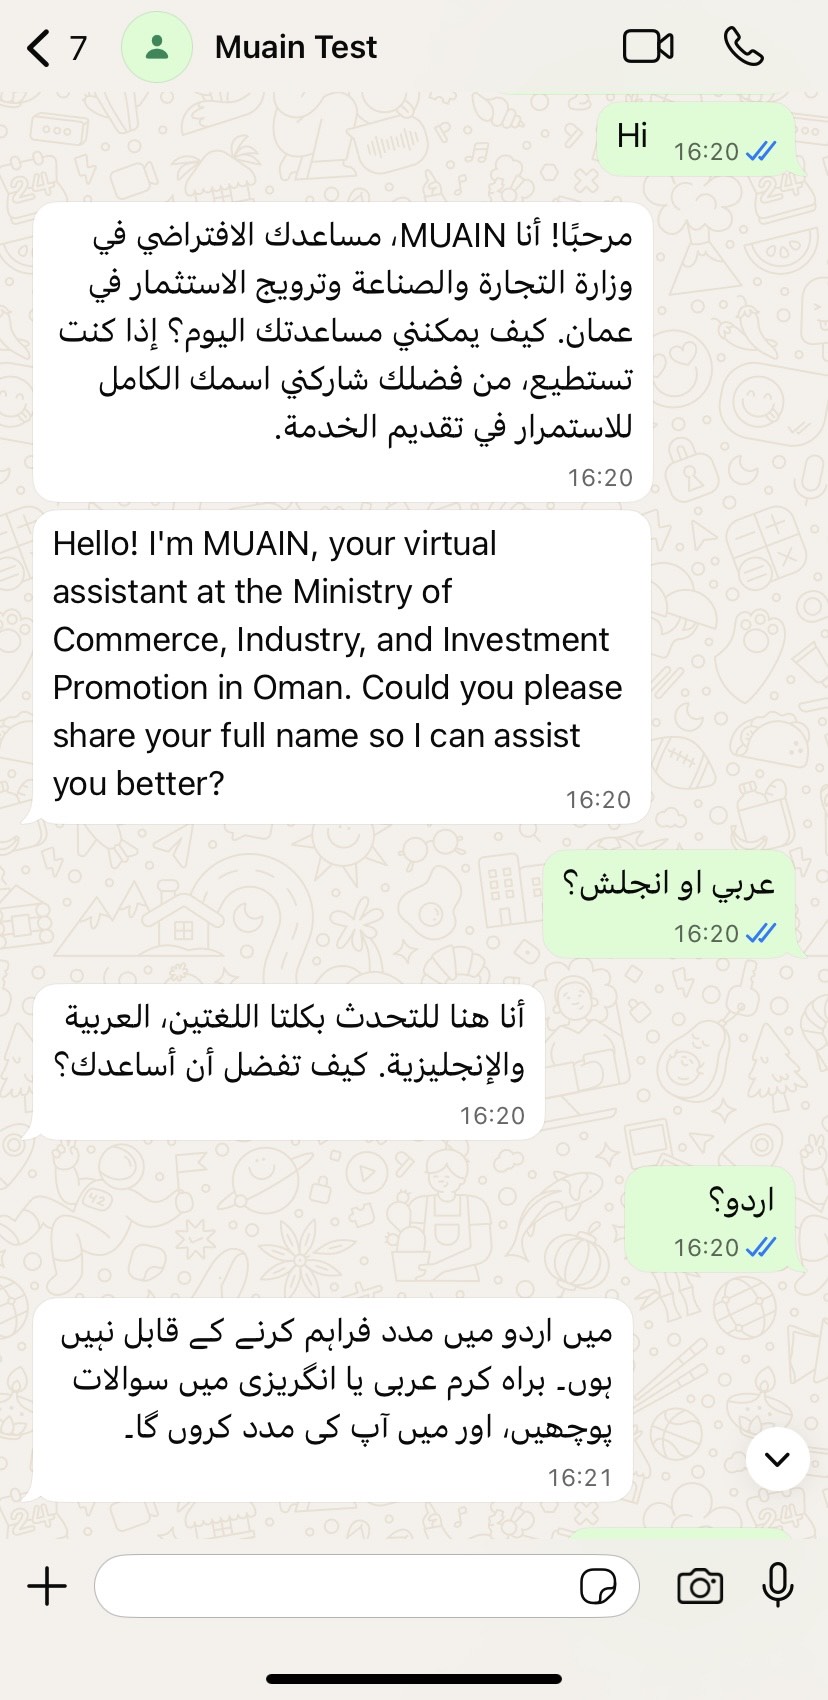 7
Muain Test
Hi
16:20
مرحبًا! أنا MUAIN، مساعدك الافتراضي في
وزارة التجارة والصناعة وترويج الاستثمار في
عمان. كيف يمكنني مساعدتك اليوم؟ إذا كنت
تستطيع، من فضلك شاركني اسمك الكامل
للاستمرار في تقديم الخدمة.
16:20
Hello! I'm MUAIN, your virtual
assistant at the Ministry of
Commerce, Industry, and Investment
Promotion in Oman. Could you please
share your full name so I can assist
you better?
16:20
عربي او انجلش؟
16:20
أنا هنا للتحدث بكلتا اللغتين، العربية
والإنجليزية. كيف تفضل أن أساعدك؟
16:20
اردو؟
16:20
میں اردو میں مدد فراہم کرنے کے قابل نہیں
ہوں۔ براہ کرم عربی یا انگریزی میں سوالات
پوچھیں، اور میں آپ کی مدد کروں گا۔
16:21